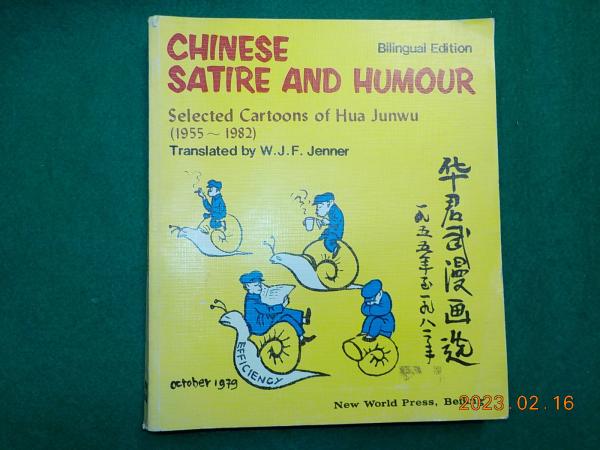 CHINESE
SATIRE AND HUMOUR
Bilingual Edition
Selected Cartoons of Hua Junwu
(1955~1982)
Translated by W.J.F. Jenner
华君武漫画选
一九五五年至一九八二年
EFFICIENCY
October 1979
New World Press, Beijing
2023.02.16